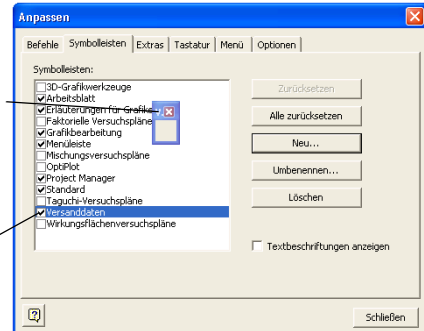 Anpassen
Befehle Symbolleisten Extras Tastatur Menü Optionen
Symbolleisten:
3D-Grafikwerkzeuge
Arbeitsblatt
Erläuterungen für Grafiken
Faktorielle Versuchspläne
Grafikbearbeitung
Menüleiste
Mischungsversuchspläne
OptiPlot
Project Manager
Standard
Taguchi-Versuchspläne
Versanddaten
Wirkungsflächenversuchspläne
Zurücksetzen
Alle zurücksetzen
Neu...
Umbenennen...
Löschen
Textbeschriftungen anzeigen
Schließen